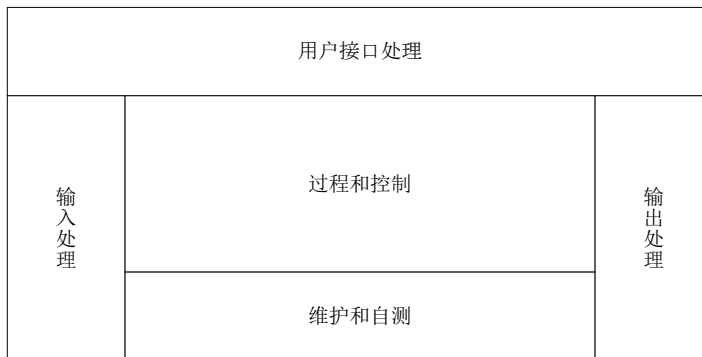 用户接口处理
输入处理
过程和控制
输出处理
维护和自测